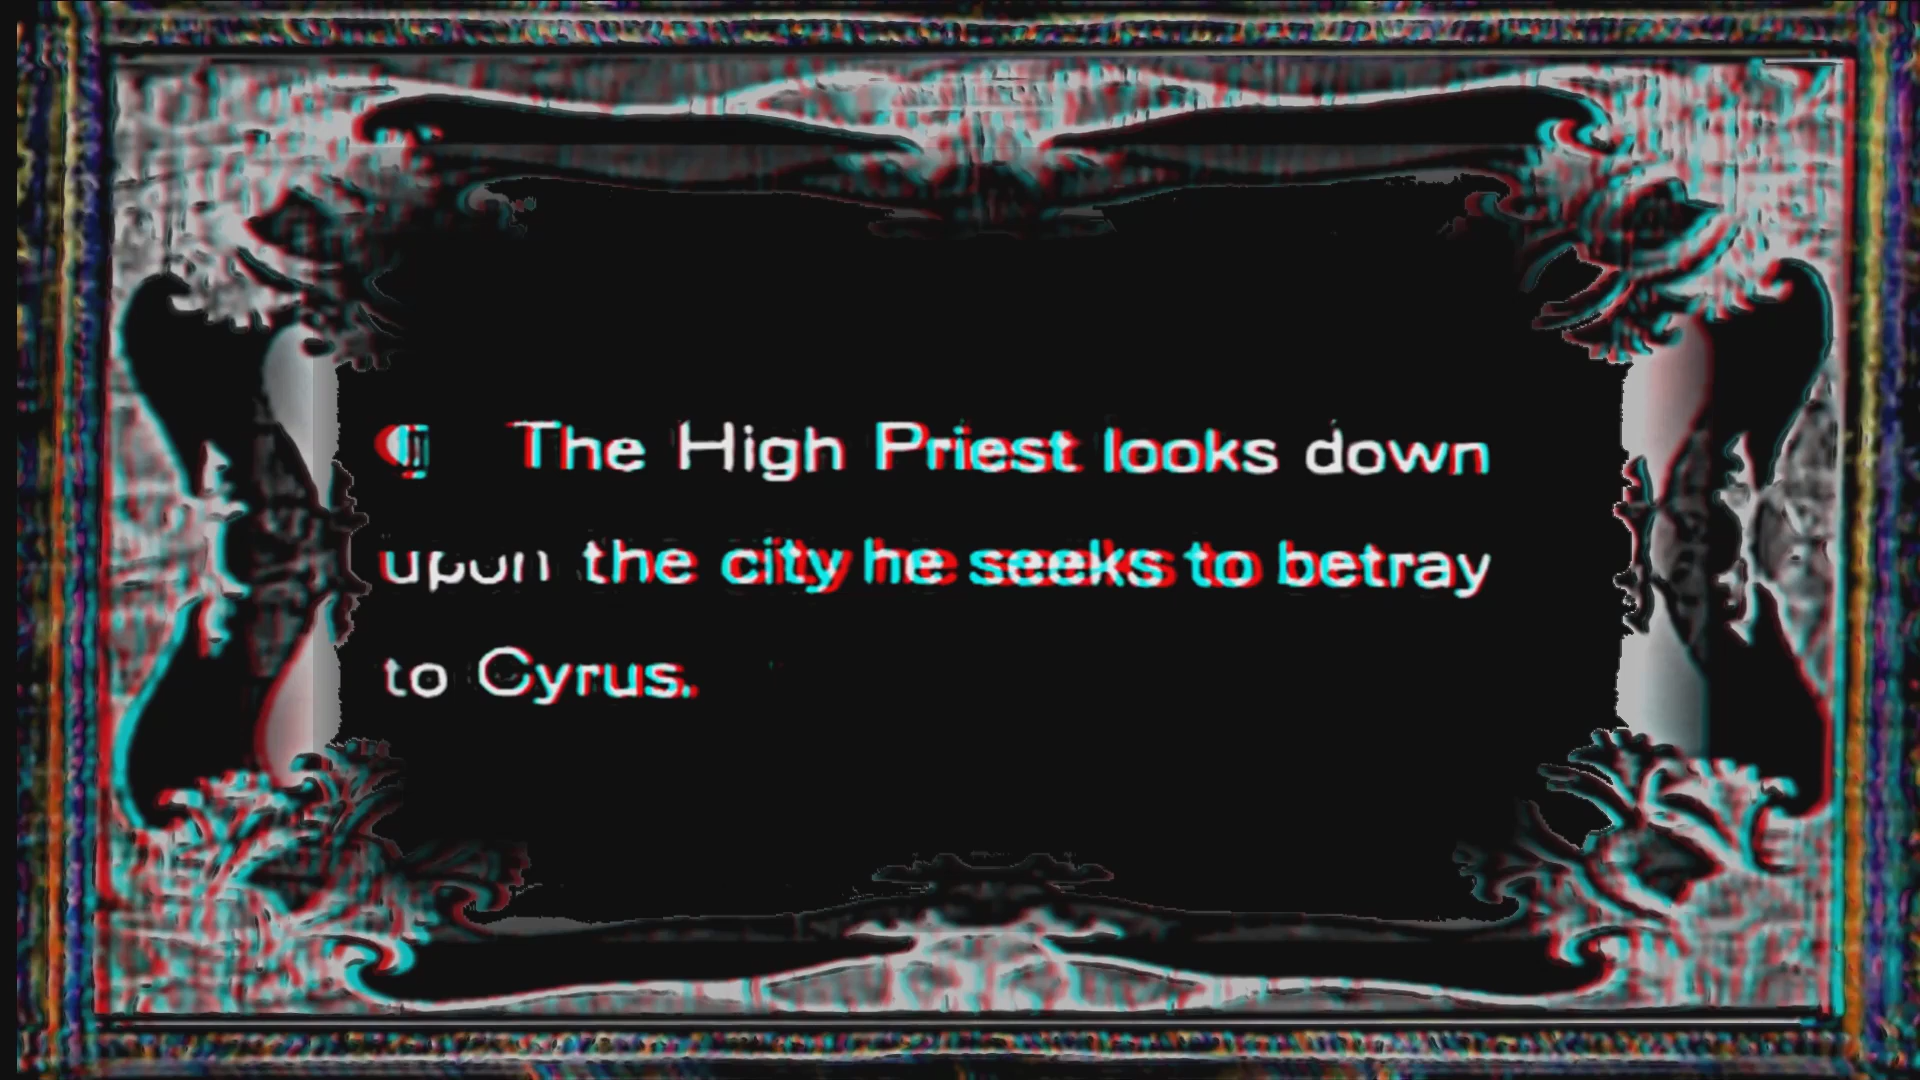 ¶ The High Priest looks down
upon the city he seeks to betray
to Cyrus.